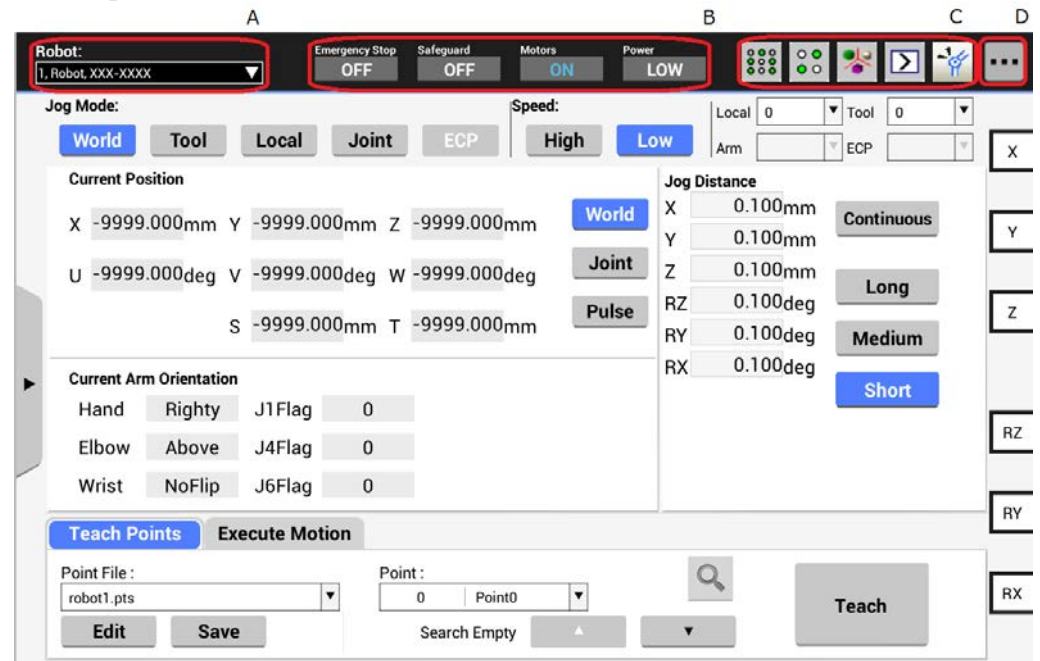 A B C D
Robot: Emergency Stop Safeguard Motors Power
1, Robot, XXX-XXXX OFF OFF ON LOW
Jog Mode: Speed: Local 0 Tool 0
World Tool Local Joint ECP High Low Arm ECP
X
Current Position Jog Distance
X -9999.000mm Y -9999.000mm Z -9999.000mm World X 0.100mm Continuous
Y 0.100mm Y
U -9999.000deg V -9999.000deg W -9999.000deg Joint Z 0.100mm Long
S -9999.000mm T -9999.000mm Pulse RZ 0.100deg Z
RY 0.100deg Medium
Current Arm Orientation RX 0.100deg Short
Hand Righty J1Flag 0
Elbow Above J4Flag 0 RZ
Wrist NoFlip J6Flag 0
RY
Teach Points Execute Motion
Point File : Point :
robot1.pts 0 Point0 Teach RX
Edit Save Search Empty